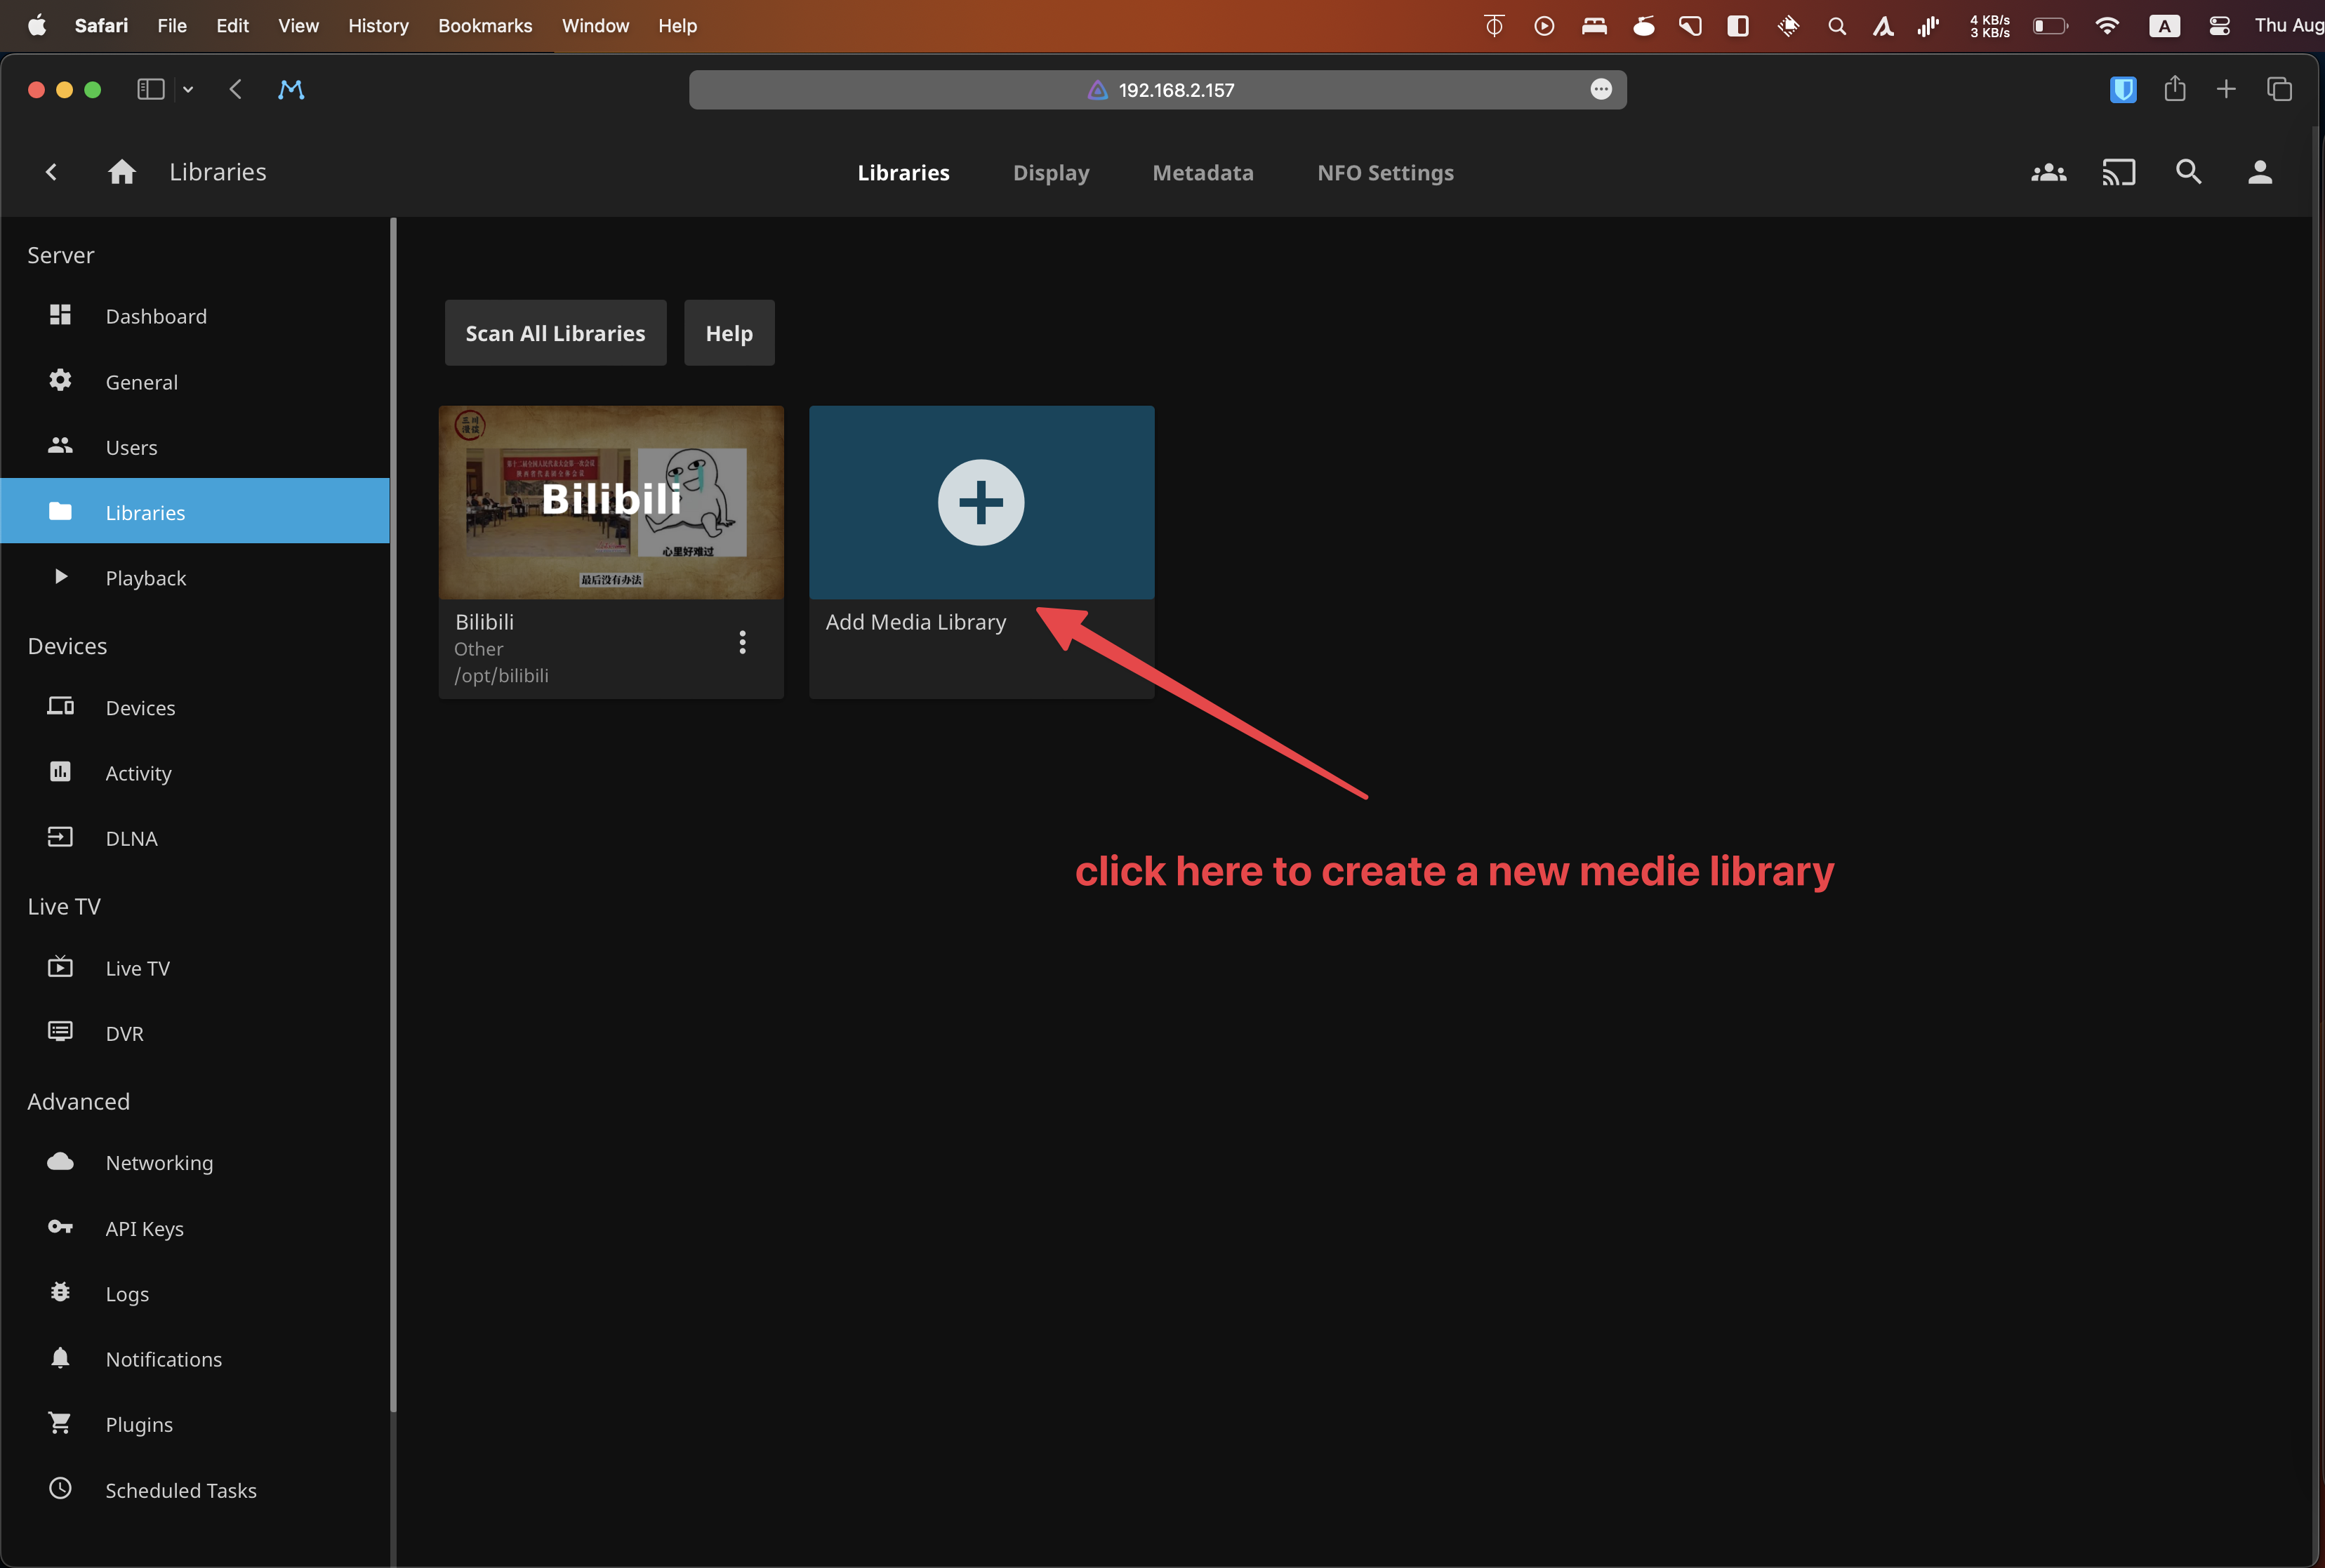 Safari File Edit View History Bookmarks Window Help
4 KB/s
3 KB/s
A
Thu Aug
192.168.2.157
Libraries
Libraries Display Metadata NFO Settings
Server
Dashboard
General
Users
Libraries
Playback
Devices
Devices
Activity
DLNA
Live TV
Live TV
DVR
Advanced
Networking
API Keys
Logs
Notifications
Plugins
Scheduled Tasks
Scan All Libraries
Help
Bilibili
心里好难过
最后没有办法
Bilibili
Other
/opt/bilibili
Add Media Library
click here to create a new medie library